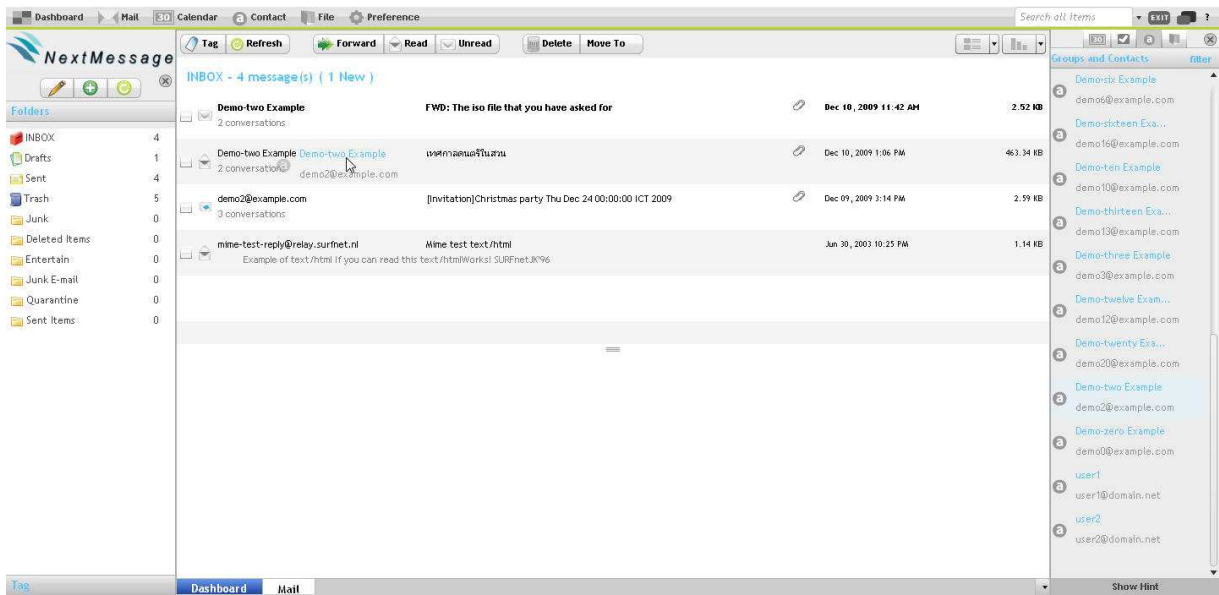 Dashboard Mail 30 Calendar a Contact File Preference Search all items EXIT ?
NextMessage
Tag Refresh Forward Read Unread Delete Move To
Folders
INBOX 4
Drafts 1
Sent 4
Trash 5
Junk 0
Deleted Items 0
Entertain 0
Junk E-mail 0
Quarantine 0
Sent Items 0
Tag
INBOX - 4 message(s) ( 1 New )
Demo-two Example FWD: The iso file that you have asked for Dec 10, 2009 11:42 AM 2.52 KB
2 conversations
Demo-two Example Demo-two Example เทศกาลดนตรีในสวน Dec 10, 2009 1:06 PM 463.34 KB
2 conversations a demo2@example.com
demo2@example.com [Invitation]Christmas party Thu Dec 24 00:00:00 ICT 2009 Dec 09, 2009 3:14 PM 2.59 KB
3 conversations
mime-test-reply@relay.surfnet.nl Mime test text/html Jun 30, 2003 10:25 PM 1.14 KB
Example of text/html If you can read this text/htmlWorks! SURFnetJK'96
Dashboard Mail
30 a
Groups and Contacts filter
Demo-six Example
a demo6@example.com
Demo-sixteen Exa...
a demo16@example.com
Demo-ten Example
a demo10@example.com
Demo-thirteen Exa...
a demo13@example.com
Demo-three Example
a demo3@example.com
Demo-twelve Exam...
a demo12@example.com
Demo-twenty Exa...
a demo20@example.com
Demo-two Example
a demo2@example.com
Demo-zero Example
a demo0@example.com
user1
a user1@domain.net
user2
a user2@domain.net
Show Hint